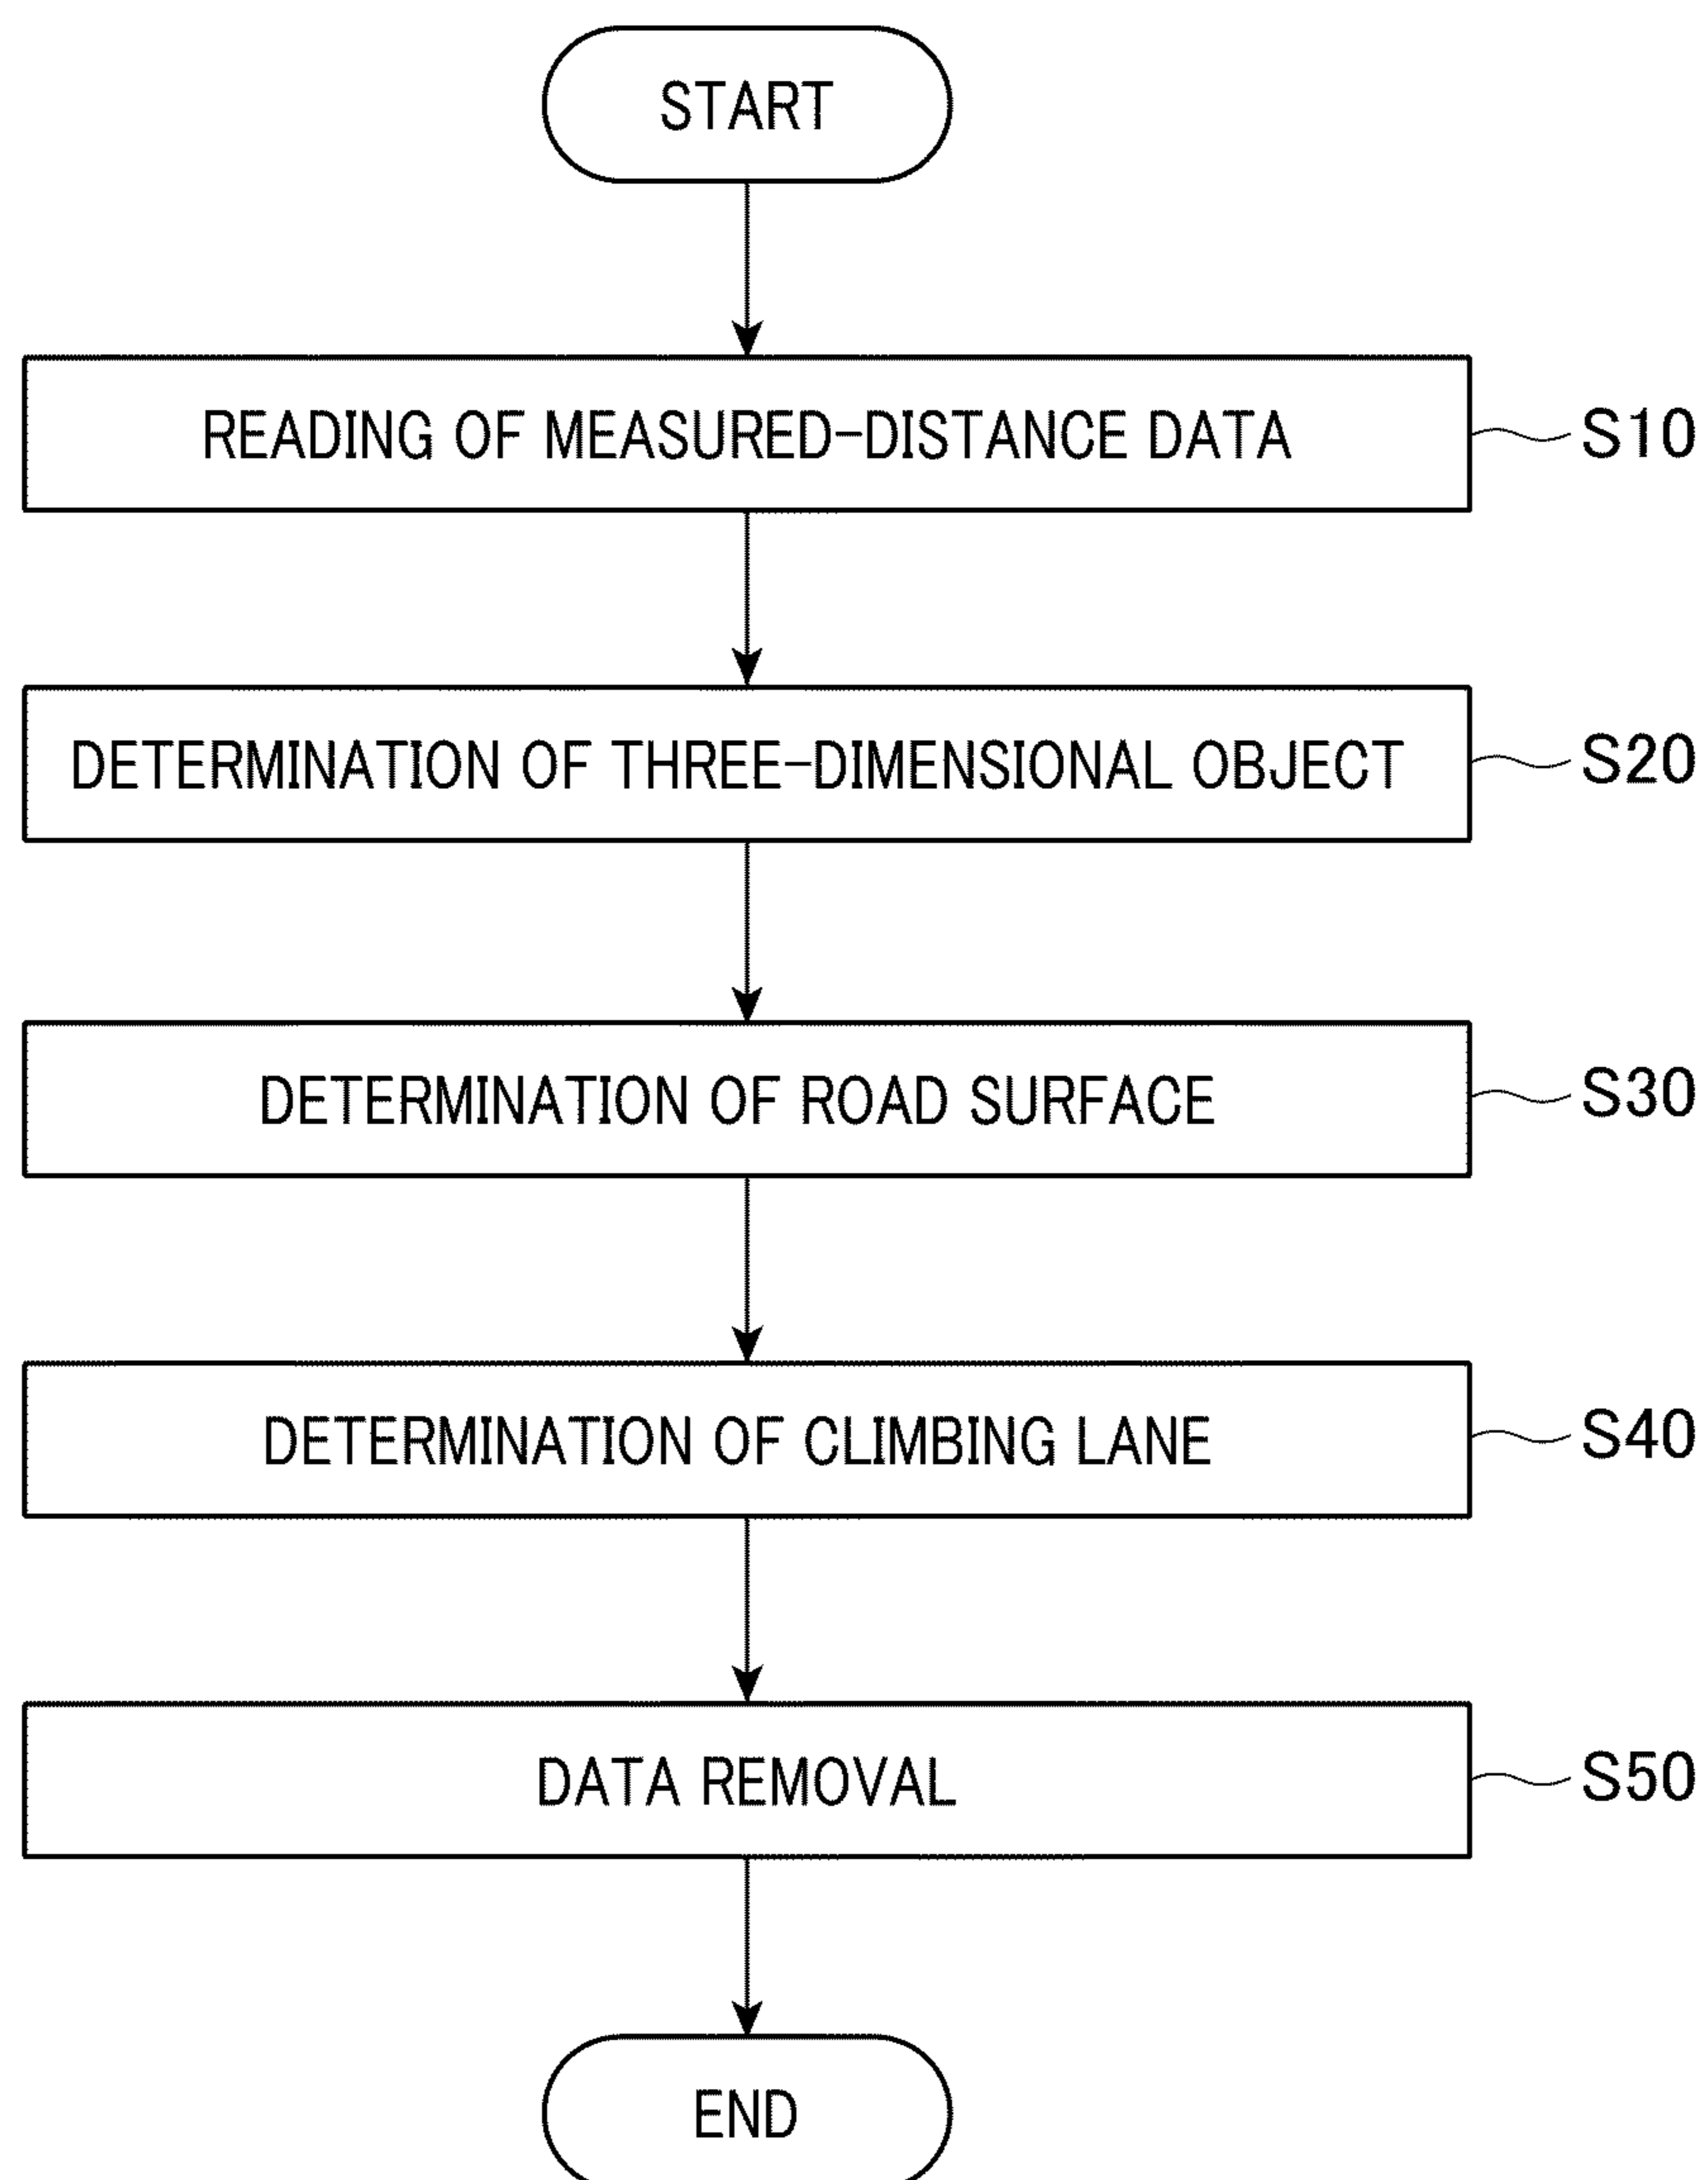 START
READING OF MEASURED-DISTANCE DATA
S10
DETERMINATION OF THREE-DIMENSIONAL OBJECT
S20
DETERMINATION OF ROAD SURFACE
S30
DETERMINATION OF CLIMBING LANE
S40
DATA REMOVAL
S50
END